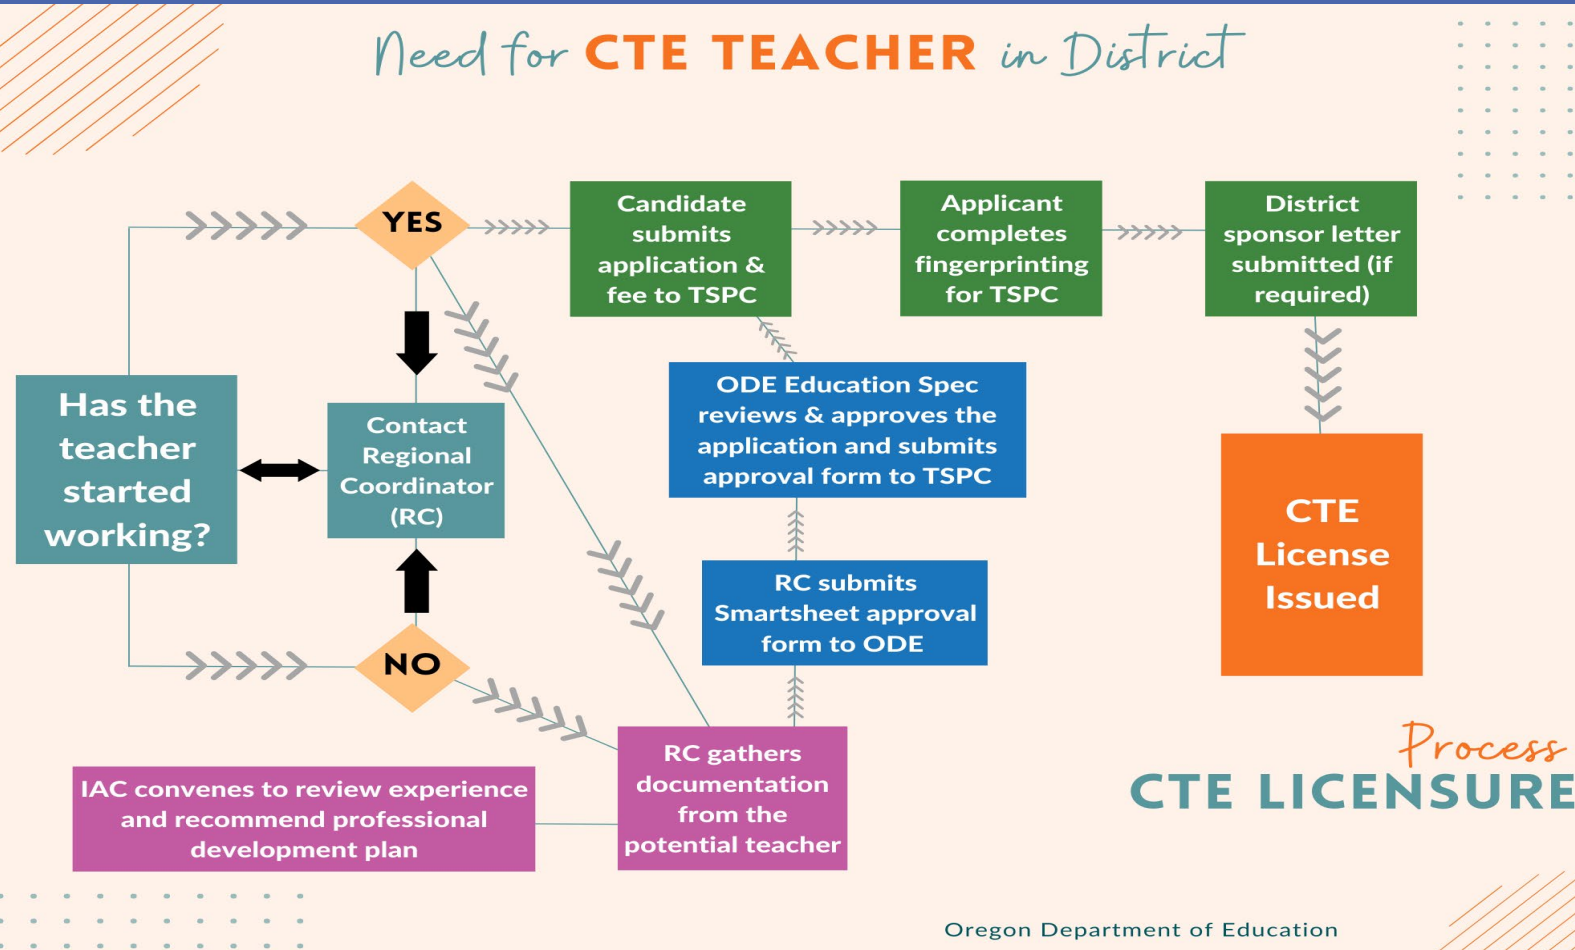 Need for CTE TEACHER in District
YES
Candidate
submits
application &
fee to TSPC
Applicant
completes
fingerprinting
for TSPC
District
sponsor letter
submitted (if
required)
Has the
teacher
started
working?
Contact
Regional
Coordinator
(RC)
ODE Education Spec
reviews & approves the
application and submits
approval form to TSPC
CTE
License
Issued
RC submits
Smartsheet approval
form to ODE
NO
RC gathers
documentation
from the
potential teacher
IAC convenes to review experience
and recommend professional
development plan
Process
CTE LICENSURE
Oregon Department of Education